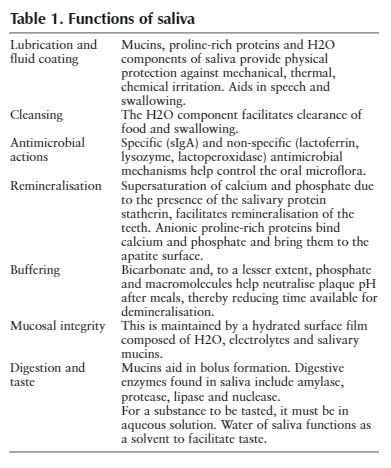 Table 1. Functions of saliva
Lubrication and Mucins, proline-rich proteins and H2O
fluid coating components of saliva provide physical
protection against mechanical, thermal,
chemical irritation. Aids in speech and
swallowing.
Cleansing The H2O component facilitates clearance of
food and swallowing.
Antimicrobial Specific (sIgA) and non-specific (lactoferrin,
actions lysozyme, lactoperoxidase) antimicrobial
mechanisms help control the oral microflora.
Remineralisation Supersaturation of calcium and phosphate due
to the presence of the salivary protein
statherin, facilitates remineralisation of the
teeth. Anionic proline-rich proteins bind
calcium and phosphate and bring them to the
apatite surface.
Buffering Bicarbonate and, to a lesser extent, phosphate
and macromolecules help neutralise plaque pH
after meals, thereby reducing time available for
demineralisation.
Mucosal integrity This is maintained by a hydrated surface film
composed of H2O, electrolytes and salivary
mucins.
Digestion and Mucins aid in bolus formation. Digestive
taste enzymes found in saliva include amylase,
protease, lipase and nuclease.
For a substance to be tasted, it must be in
aqueous solution. Water of saliva functions as
a solvent to facilitate taste.